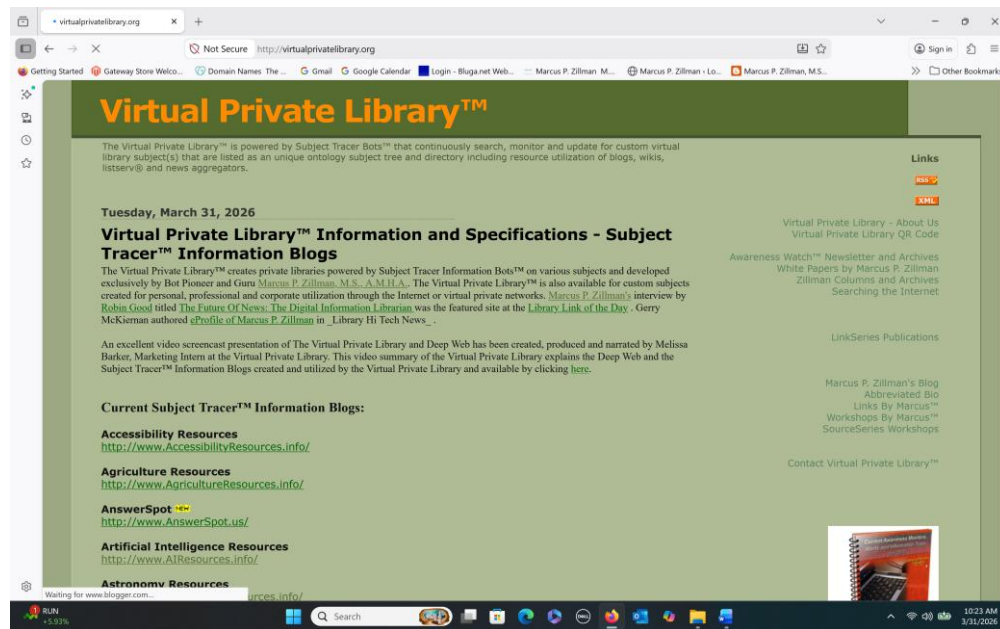 virtualprivatelibrary.org
Not Secure http://virtualprivatelibrary.org
Sign in
Getting Started Gateway Store Welco... Domain Names The ... Gmail Google Calendar Login - Bluga.net Web... Marcus P. Zillman M... Marcus P. Zillman ‹ Lo... Marcus P. Zillman, M.S... Other Bookmarks
Virtual Private Library™
The Virtual Private Library™ is powered by Subject Tracer Bots™ that continuously search, monitor and update for custom virtual
library subject(s) that are listed as an unique ontology subject tree and directory including resource utilization of blogs, wikis,
listserv® and news aggregators.
Tuesday, March 31, 2026
Virtual Private Library™ Information and Specifications - Subject
Tracer™ Information Blogs
The Virtual Private Library™ creates private libraries powered by Subject Tracer Information Bots™ on various subjects and developed
exclusively by Bot Pioneer and Guru Marcus P. Zillman, M.S., A.M.H.A.. The Virtual Private Library™ is also available for custom subjects
created for personal, professional and corporate utilization through the Internet or virtual private networks. Marcus P. Zillman's interview by
Robin Good titled The Future Of News: The Digital Information Librarian was the featured site at the Library Link of the Day . Gerry
McKiernan authored eProfile of Marcus P. Zillman in _Library Hi Tech News_ .
An excellent video screencast presentation of The Virtual Private Library and Deep Web has been created, produced and narrated by Melissa
Barker, Marketing Intern at the Virtual Private Library. This video summary of the Virtual Private Library explains the Deep Web and the
Subject Tracer™ Information Blogs created and utilized by the Virtual Private Library and available by clicking here.
Current Subject Tracer™ Information Blogs:
Accessibility Resources
http://www.AccessibilityResources.info/
Agriculture Resources
http://www.AgricultureResources.info/
AnswerSpot NEW
http://www.AnswerSpot.us/
Artificial Intelligence Resources
http://www.AIResources.info/
Astronomy Resources
urces.info/
Links
RSS
XML
Virtual Private Library - About Us
Virtual Private Library QR Code
Awareness Watch™ Newsletter and Archives
White Papers by Marcus P. Zillman
Zillman Columns and Archives
Searching the Internet
LinkSeries Publications
Marcus P. Zillman's Blog
Abbreviated Bio
Links By Marcus™
Workshops By Marcus™
SourceSeries Workshops
Contact Virtual Private Library™
Waiting for www.blogger.com...
1
RUN
+5.93%
Search
10:23 AM
3/31/2026